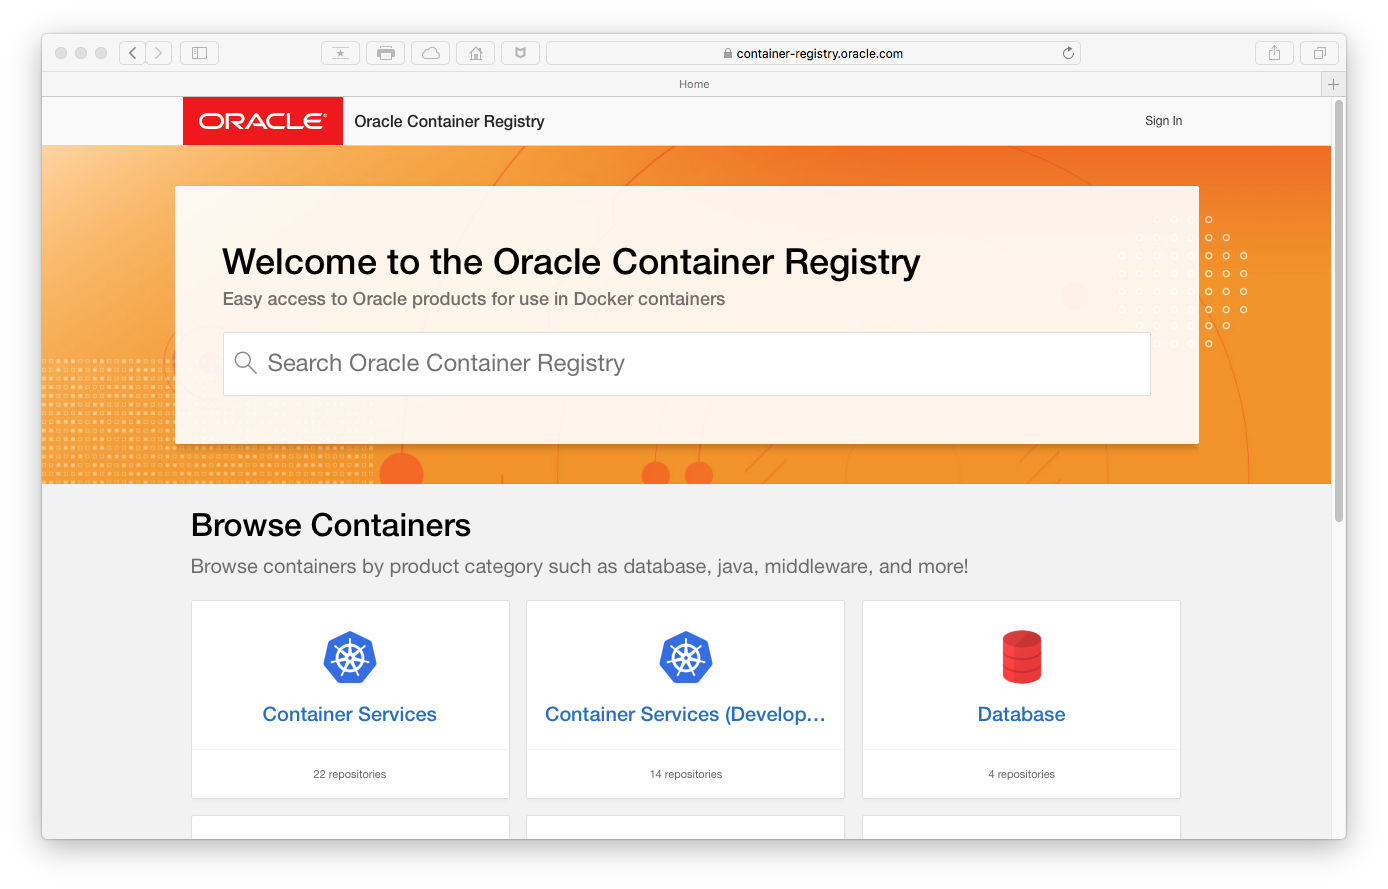 container-registry.oracle.com
Home
ORACLE® Oracle Container Registry Sign In
Welcome to the Oracle Container Registry
Easy access to Oracle products for use in Docker containers
Search Oracle Container Registry
Browse Containers
Browse containers by product category such as database, java, middleware, and more!
Container Services
22 repositories
Container Services (Develop...
14 repositories
Database
4 repositories